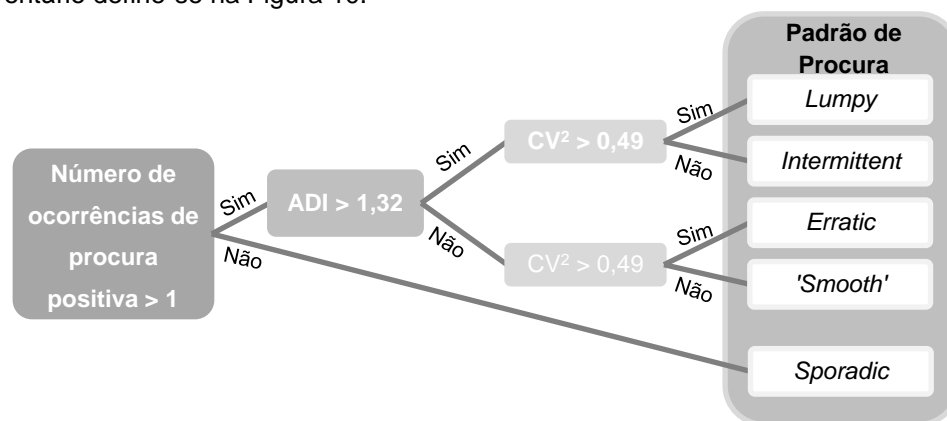 entário define-se na Figura 10.
Padrão de
Procura
Lumpy
Sim
CV² > 0,49
Não
Intermittent
Número de
ocorrências de
procura
positiva > 1
Sim
ADI > 1,32
Sim
Não
Não
Erratic
Sim
CV² > 0,49
Não
'Smooth'
Sporadic